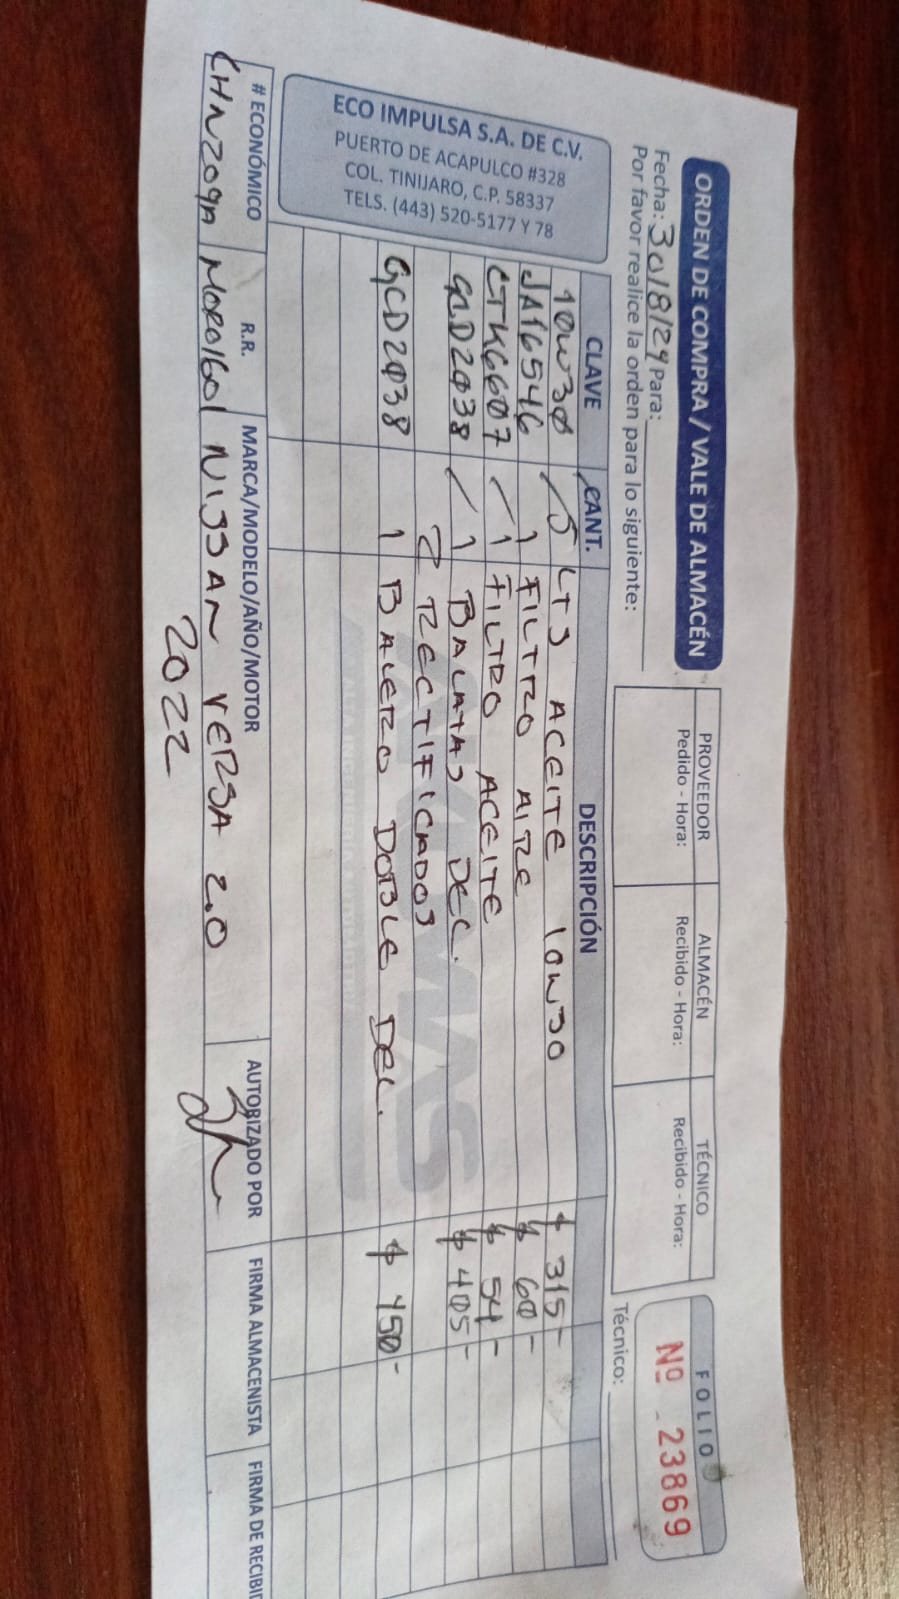 ORDEN DE COMPRA / VALE DE ALMACÉN
Fecha: 30/8/24 Para:
Por favor realice la orden para lo siguiente:
PROVEEDOR
Pedido - Hora:
ALMACÉN
Recibido - Hora:
TÉCNICO
Recibido - Hora:
FOLIO
Nº 23869
Técnico:
ECO IMPULSA S.A. DE C.V.
PUERTO DE ACAPULCO #328
COL. TINIJARO, C.P. 58337
TELS. (443) 520-5177 Y 78
CLAVE CANT. DESCRIPCIÓN
10W30 5 LTS ACEITE 10W30 $ 315-
JA16546 1 FILTRO AIRE $ 60-
CTK6607 1 FILTRO ACEITE $ 54-
GCD2038 1 BALATAS DEL. $ 405-
2 RECTIFICADOS
GCD2038 1 BALERO DOBLE DEL. $ 450-
# ECONÓMICO R.R. MARCA/MODELO/AÑO/MOTOR AUTORIZADO POR FIRMA ALMACENISTA FIRMA DE RECIBI
NISSAN VERSA 2.0
2022